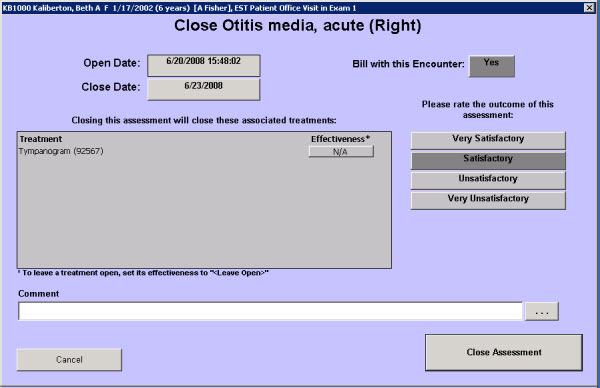 KB1000 Kaliberton, Beth A F 1/17/2002 (6 years) [A Fisher], EST Patient Office Visit in Exam 1
Close Otitis media, acute (Right)
Open Date: 6/20/2008 15:48:02
Bill with this Encounter: Yes
Close Date: 6/23/2008
Please rate the outcome of this
assessment:
Closing this assessment will close these associated treatments:
Treatment Effectiveness*
Tympanogram (92567) N/A
Very Satisfactory
Satisfactory
Unsatisfactory
Very Unsatisfactory
* To leave a treatment open, set its effectiveness to "<Leave Open>"
Comment
...
Cancel
Close Assessment